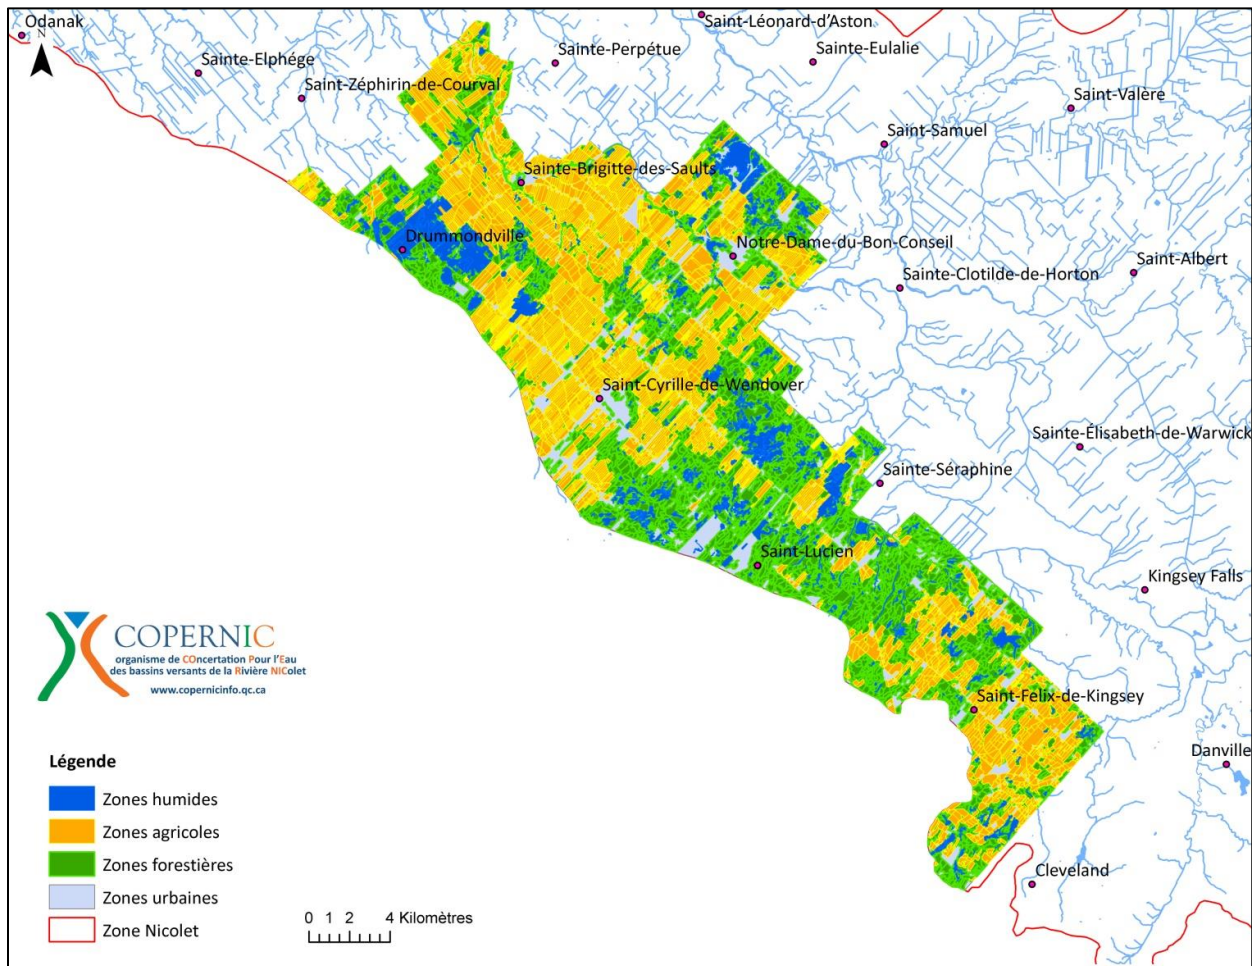 Odanak
N
Saint-Léonard-d'Aston
Sainte-Elphége
Sainte-Perpétue
Sainte-Eulalie
Saint-Zéphirin-de-Courval
Saint-Valère
Saint-Samuel
Sainte-Brigitte-des-Saults
Drummondville
Notre-Dame-du-Bon-Conseil
Saint-Albert
Sainte-Clotilde-de-Horton
Saint-Cyrille-de-Wendover
Sainte-Élisabeth-de-Warwick
Sainte-Séraphine
Saint-Lucien
Kingsey Falls
COPERNIC
organisme de COncertation Pour l'Eau
des bassins versants de la Rivière NIColet
www.copernicinfo.qc.ca
Saint-Felix-de-Kingsey
Danville
Cleveland
Légende
Zones humides
Zones agricoles
Zones forestières
Zones urbaines
Zone Nicolet
0 1 2 4 Kilomètres